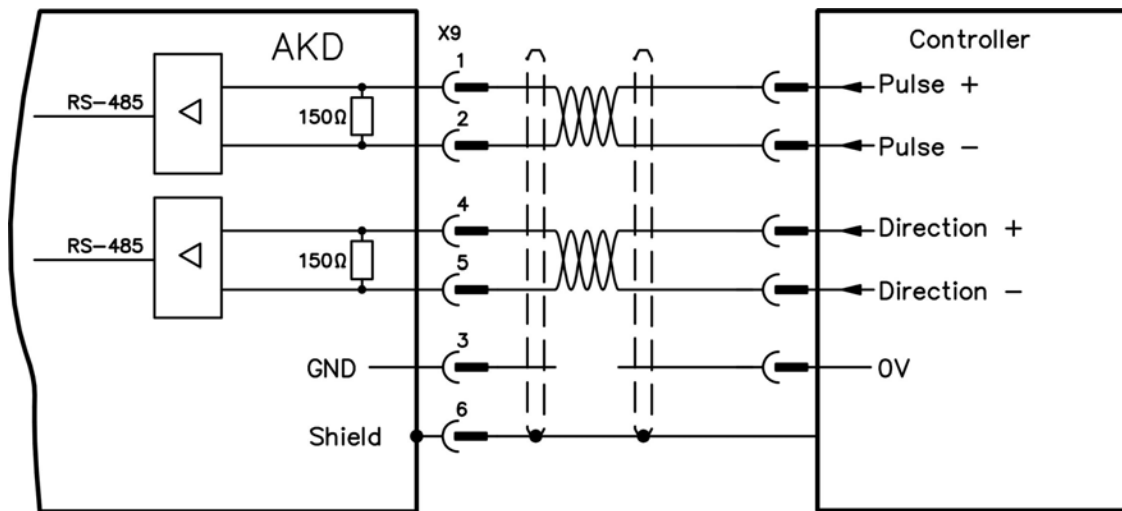 AKD
X9
Controller
1
Pulse +
RS-485
150Ω
2
Pulse -
4
Direction +
RS-485
150Ω
5
Direction -
3
GND
0V
6
Shield